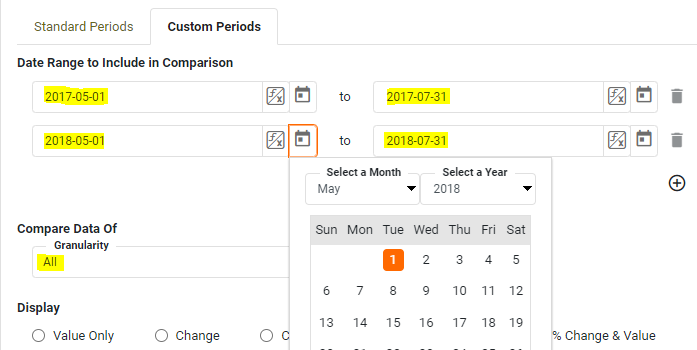 Standard Periods Custom Periods
Date Range to Include in Comparison
2017-05-01 to 2017-07-31
2018-05-01 to 2018-07-31
Select a Month Select a Year
May 2018
Sun Mon Tue Wed Thu Fri Sat
1 2 3 4 5
6 7 8 9 10 11 12
13 14 15 16 17 18 19
Compare Data Of
Granularity
All
Display
Value Only Change C % Change & Value